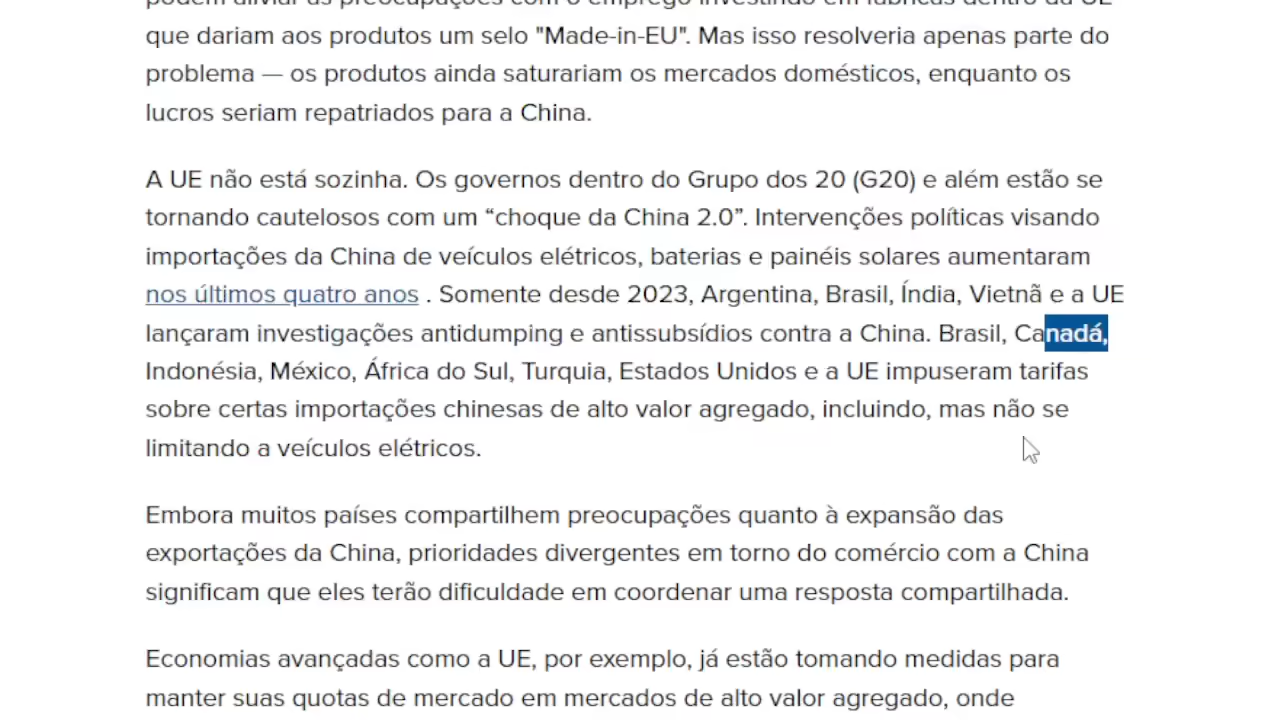 podem aliviar as preocupações com o emprego investindo em fábricas dentro da UE
que dariam aos produtos um selo "Made-in-EU". Mas isso resolveria apenas parte do
problema — os produtos ainda saturariam os mercados domésticos, enquanto os
lucros seriam repatriados para a China.
A UE não está sozinha. Os governos dentro do Grupo dos 20 (G20) e além estão se
tornando cautelosos com um “choque da China 2.0”. Intervenções políticas visando
importações da China de veículos elétricos, baterias e painéis solares aumentaram
nos últimos quatro anos . Somente desde 2023, Argentina, Brasil, Índia, Vietnã e a UE
lançaram investigações antidumping e antissubsídios contra a China. Brasil, Canadá,
Indonésia, México, África do Sul, Turquia, Estados Unidos e a UE impuseram tarifas
sobre certas importações chinesas de alto valor agregado, incluindo, mas não se
limitando a veículos elétricos.
Embora muitos países compartilhem preocupações quanto à expansão das
exportações da China, prioridades divergentes em torno do comércio com a China
significam que eles terão dificuldade em coordenar uma resposta compartilhada.
Economias avançadas como a UE, por exemplo, já estão tomando medidas para
manter suas quotas de mercado em mercados de alto valor agregado, onde